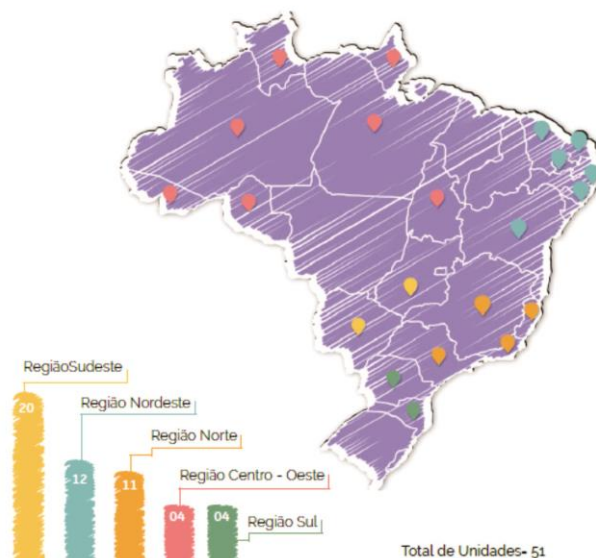 RegiãoSudeste
20
Região Nordeste
12
Região Norte
11
Região Centro - Oeste
04
04
Região Sul
Total de Unidades- 51